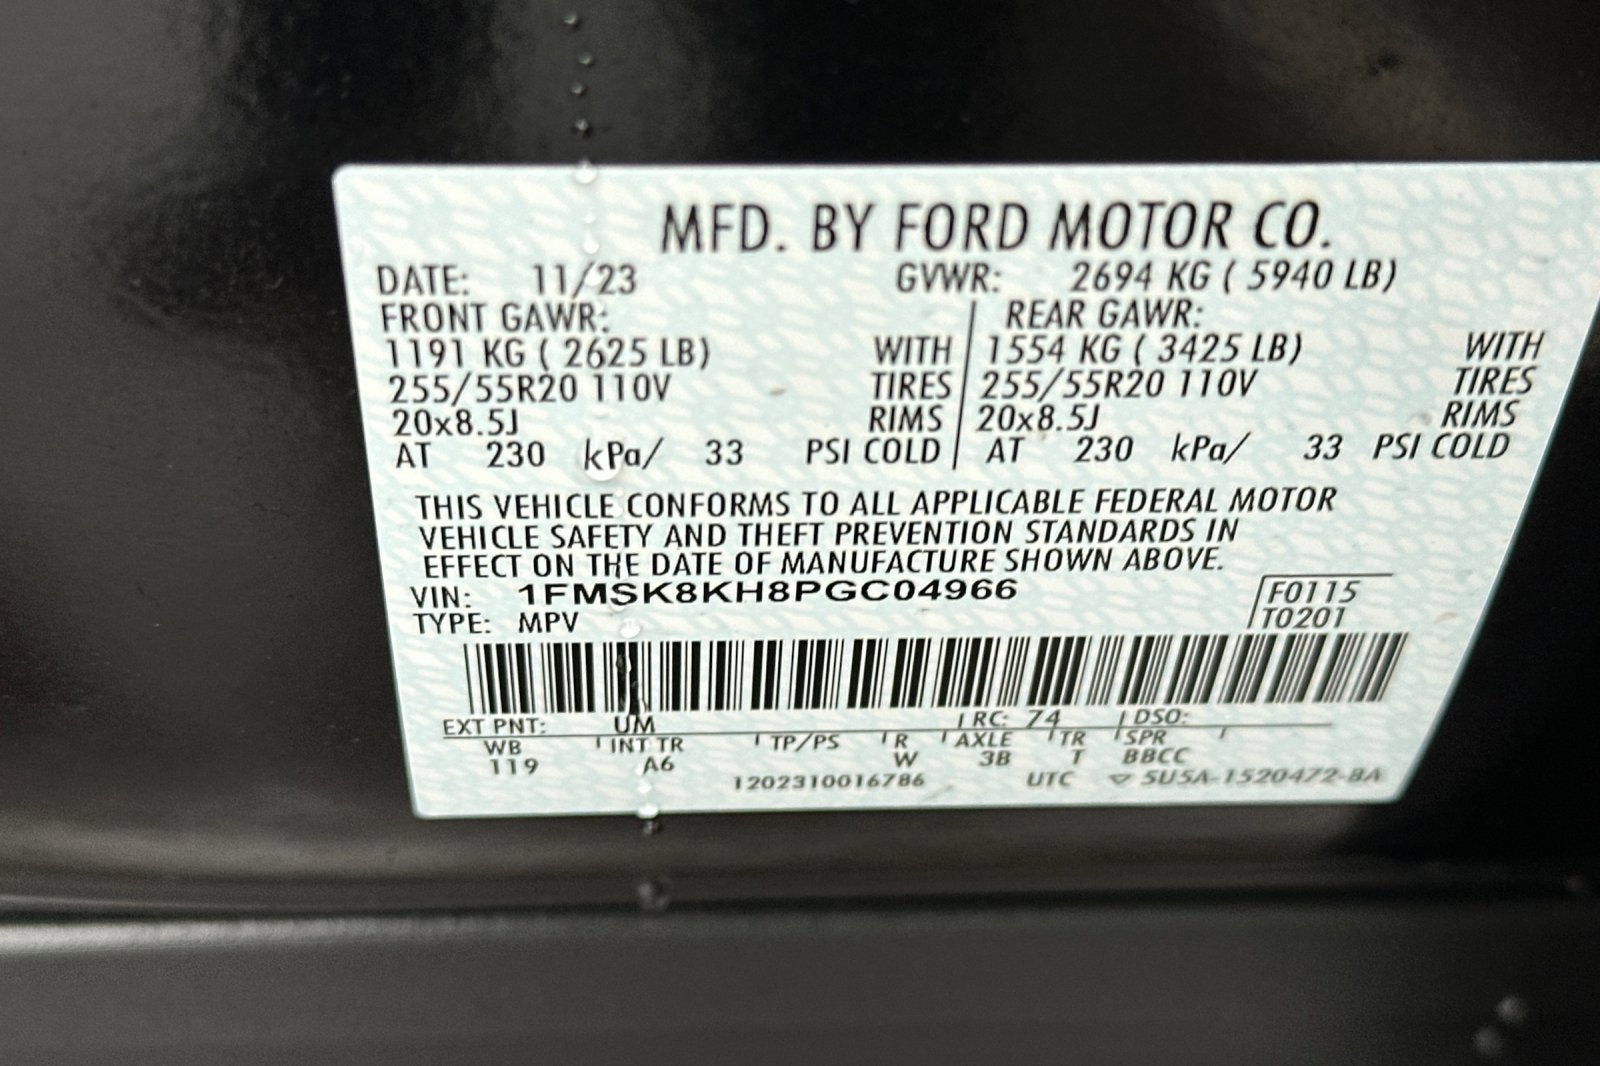 MFD. BY FORD MOTOR CO.
DATE: 11/23 GVWR: 2694 KG ( 5940 LB)
FRONT GAWR: REAR GAWR:
1191 KG ( 2625 LB) WITH 1554 KG ( 3425 LB) WITH
255/55R20 110V TIRES 255/55R20 110V TIRES
20x8.5J RIMS 20x8.5J RIMS
AT 230 kPa/ 33 PSI COLD AT 230 kPa/ 33 PSI COLD
THIS VEHICLE CONFORMS TO ALL APPLICABLE FEDERAL MOTOR
VEHICLE SAFETY AND THEFT PREVENTION STANDARDS IN
EFFECT ON THE DATE OF MANUFACTURE SHOWN ABOVE.
VIN: 1FMSK8KH8PGC04966 F0115
TYPE: MPV T0201
EXT PNT: UM RC: 74 DSO:
WB INT TR TP/PS R AXLE TR SPR
119 A6 W 3B T BBCC
1202310016786 UTC ▽ 5U5A-1520472-BA